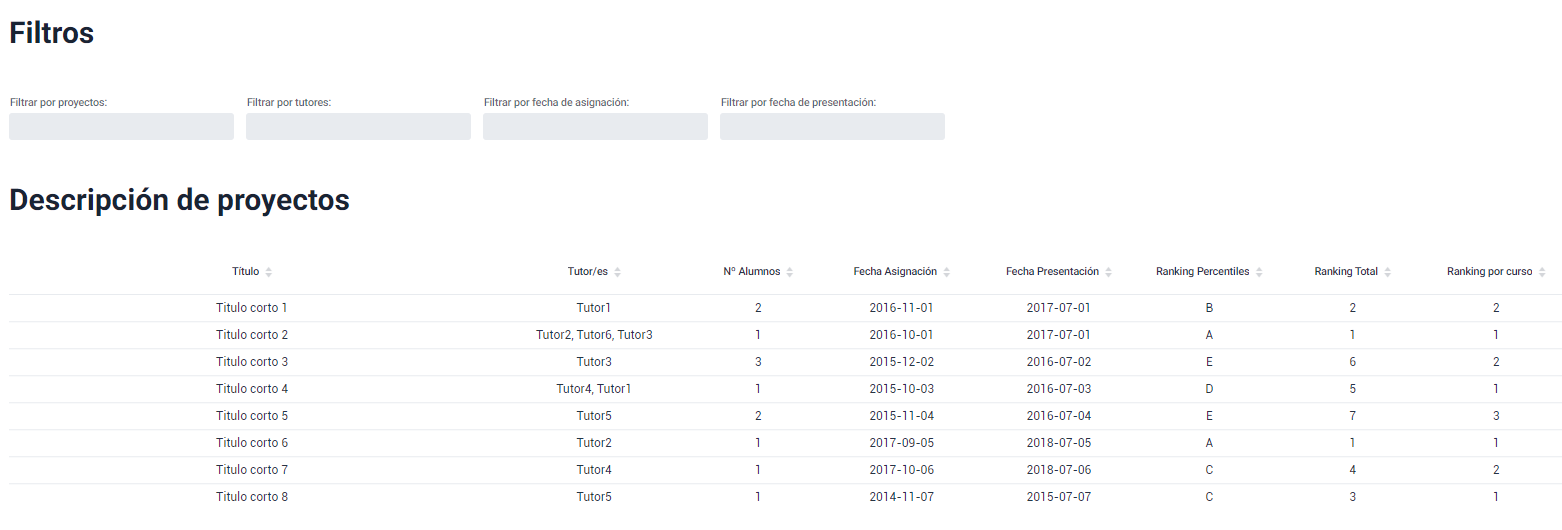 Filtros
Filtrar por proyectos: Filtrar por tutores: Filtrar por fecha de asignación: Filtrar por fecha de presentación:
Descripción de proyectos
Título Tutor/es Nº Alumnos Fecha Asignación Fecha Presentación Ranking Percentiles Ranking Total Ranking por curso
Titulo corto 1 Tutor1 2 2016-11-01 2017-07-01 B 2 2
Titulo corto 2 Tutor2, Tutor6, Tutor3 1 2016-10-01 2017-07-01 A 1 1
Titulo corto 3 Tutor3 3 2015-12-02 2016-07-02 E 6 2
Titulo corto 4 Tutor4, Tutor1 1 2015-10-03 2016-07-03 D 5 1
Titulo corto 5 Tutor5 2 2015-11-04 2016-07-04 E 7 3
Titulo corto 6 Tutor2 1 2017-09-05 2018-07-05 A 1 1
Titulo corto 7 Tutor4 1 2017-10-06 2018-07-06 C 4 2
Titulo corto 8 Tutor5 1 2014-11-07 2015-07-07 C 3 1